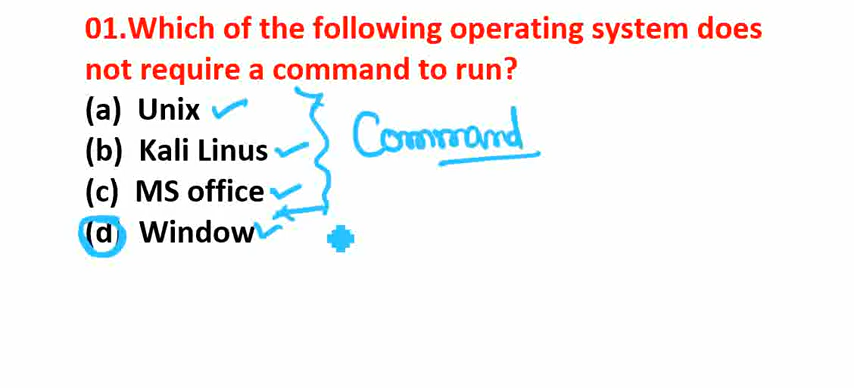 01.Which of the following operating system does
not require a command to run?
(a) Unix
(b) Kali Linus
Command
(c) MS office
(d) Window